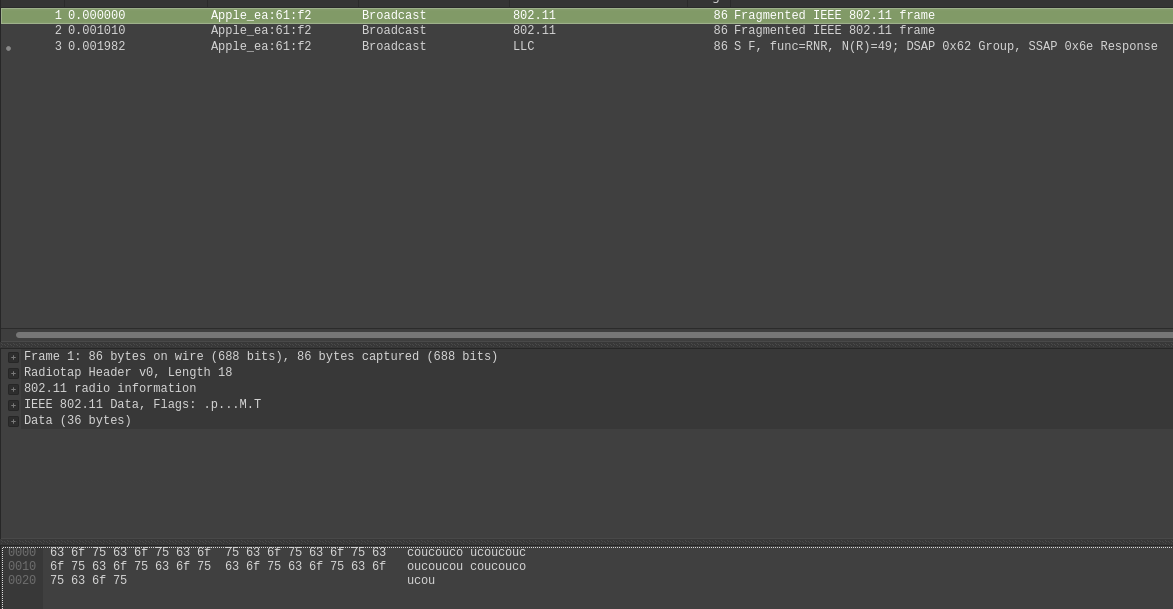 1 0.000000 Apple_ea:61:f2 Broadcast 802.11 86 Fragmented IEEE 802.11 frame
2 0.001010 Apple_ea:61:f2 Broadcast 802.11 86 Fragmented IEEE 802.11 frame
3 0.001982 Apple_ea:61:f2 Broadcast LLC 86 S F, func=RNR, N(R)=49; DSAP 0x62 Group, SSAP 0x6e Response
Frame 1: 86 bytes on wire (688 bits), 86 bytes captured (688 bits)
Radiotap Header v0, Length 18
802.11 radio information
IEEE 802.11 Data, Flags: .p...M.T
Data (36 bytes)
0000 63 6f 75 63 6f 75 63 6f 75 63 6f 75 63 6f 75 63 coucouco ucoucouc
0010 6f 75 63 6f 75 63 6f 75 63 6f 75 63 6f 75 63 6f oucoucou coucouco
0020 75 63 6f 75 ucou